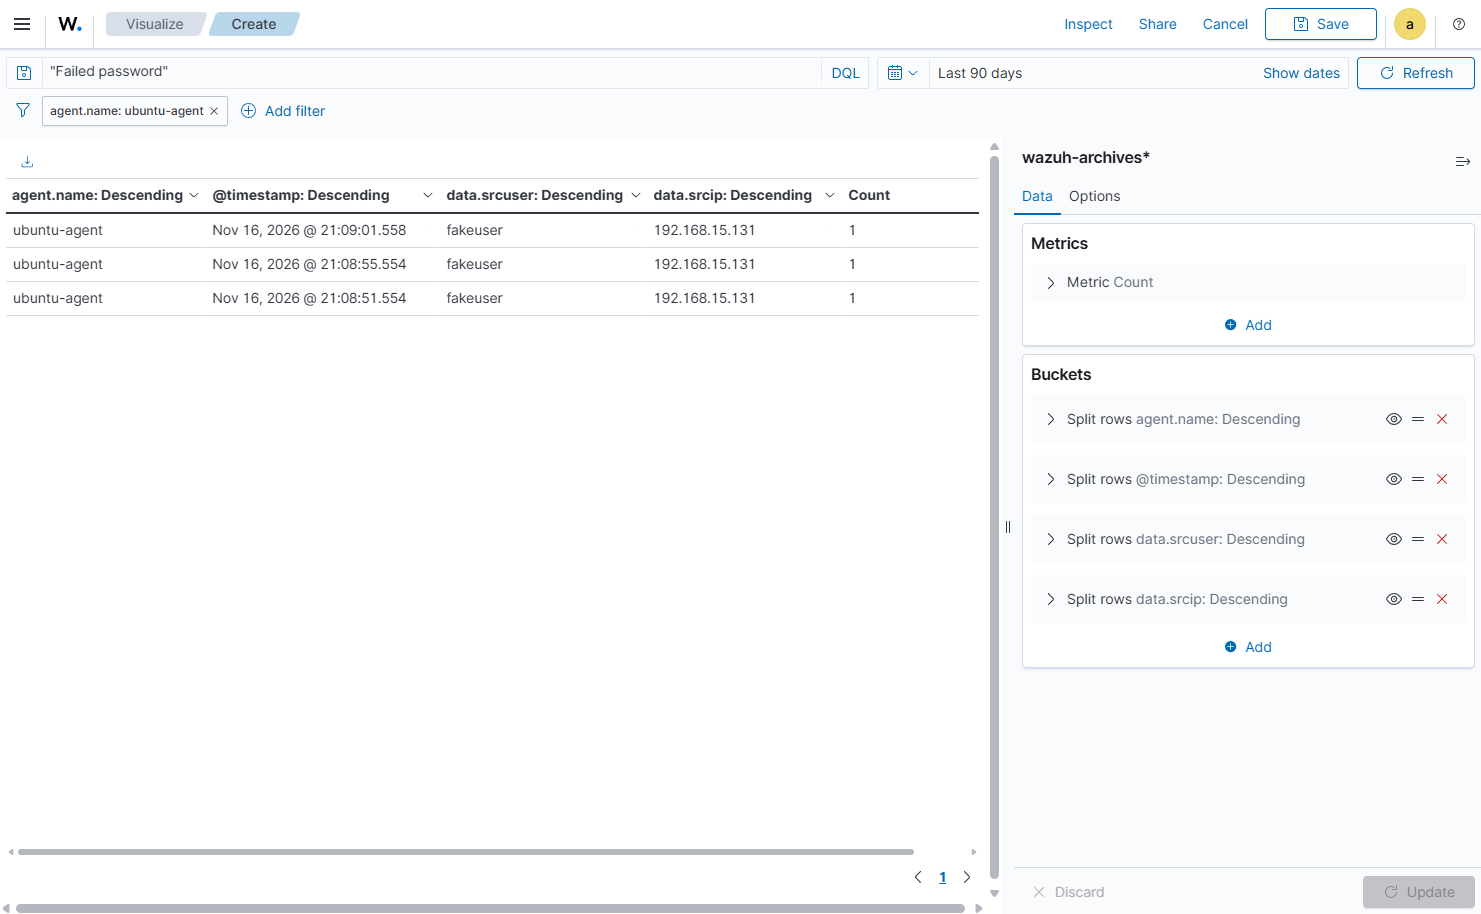 W. Visualize Create Inspect Share Cancel Save a
"Failed password" DQL Last 90 days Show dates Refresh
agent.name: ubuntu-agent Add filter
agent.name: Descending @timestamp: Descending data.srcuser: Descending data.srcip: Descending Count
ubuntu-agent Nov 16, 2026 @ 21:09:01.558 fakeuser 192.168.15.131 1
ubuntu-agent Nov 16, 2026 @ 21:08:55.554 fakeuser 192.168.15.131 1
ubuntu-agent Nov 16, 2026 @ 21:08:51.554 fakeuser 192.168.15.131 1
1
wazuh-archives*
Data Options
Metrics
Metric Count
Add
Buckets
Split rows agent.name: Descending
Split rows @timestamp: Descending
Split rows data.srcuser: Descending
Split rows data.srcip: Descending
Add
Discard Update